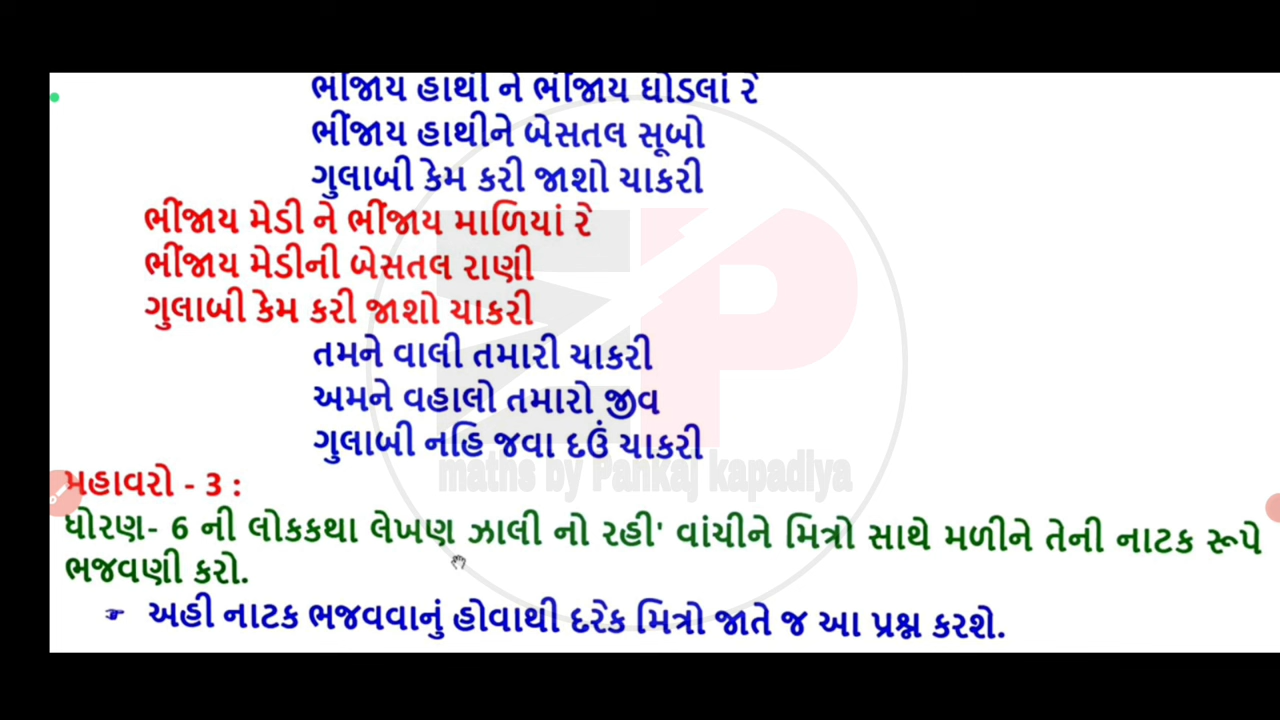 ભીંજાય હાથી ને ભીંજાય ઘોડલાં રે
ભીંજાય હાથીને બેસતલ સૂબો
ગુલાબી કેમ કરી જાશો ચાકરી
ભીંજાય મેડી ને ભીંજાય માળિયાં રે
ભીંજાય મેડીની બેસતલ રાણી
ગુલાબી કેમ કરી જાશો ચાકરી
તમને વાલી તમારી ચાકરી
અમને વહાલો તમારો જીવ
ગુલાબી નહિ જવા દઉં ચાકરી
maths by Pankaj kapadiya
મહાવરો - 3 :
ધોરણ- 6 ની લોકકથા લેખણ ઝાલી નો રહી' વાંચીને મિત્રો સાથે મળીને તેની નાટક રૂપે
ભજવણી કરો.
☞ અહી નાટક ભજવવાનું હોવાથી દરેક મિત્રો જાતે જ આ પ્રશ્ન કરશે.